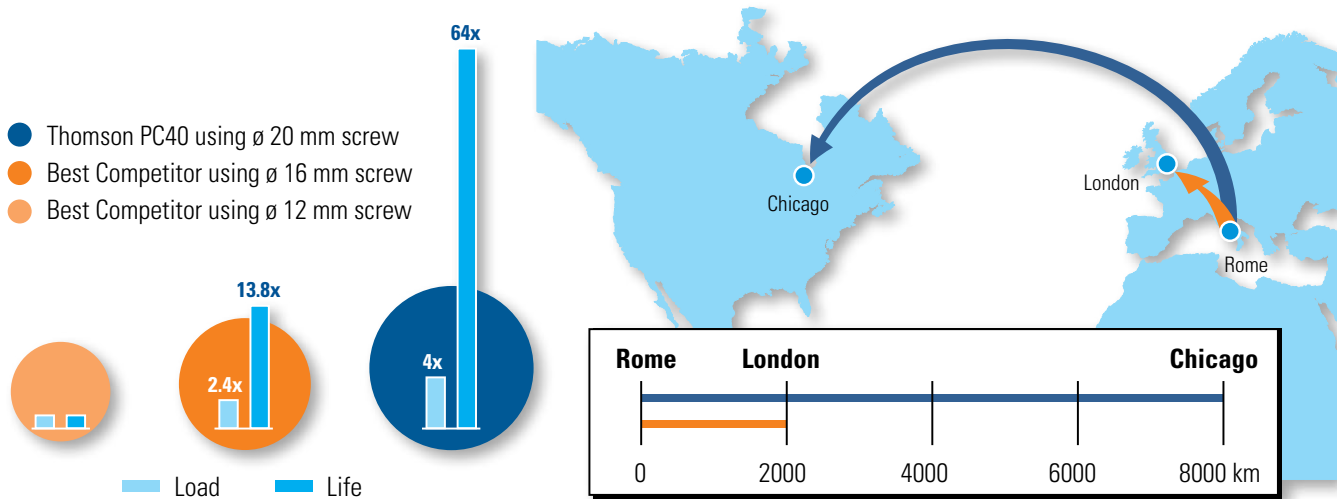 64x
Thomson PC40 using ø 20 mm screw
Best Competitor using ø 16 mm screw
Best Competitor using ø 12 mm screw
13.8x
2.4x
4x
Load
Life
London
Chicago
Rome
Rome London Chicago
0 2000 4000 6000 8000 km